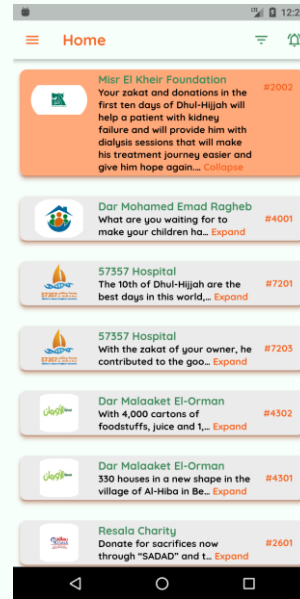 12:2
Home
Misr El Kheir Foundation
#2002
Your zakat and donations in the
first ten days of Dhul-Hijjah will
help a patient with kidney
failure and will provide him with
dialysis sessions that will make
his treatment journey easier and
give him hope again.... Collapse
Dar Mohamed Emad Ragheb
What are you waiting for to
make your children ha... Expand
#4001
57357 Hospital
The 10th of Dhul-Hijjah are the
best days in this world,... Expand
#7201
57357 Hospital
With the zakat of your owner, he
contributed to the goo... Expand
#7203
Dar Malaaket El-Orman
With 4,000 cartons of
foodstuffs, juice and 1,... Expand
#4302
Dar Malaaket El-Orman
330 houses in a new shape in the
village of Al-Hiba in Be... Expand
#4301
Resala Charity
Donate for sacrifices now
through “SADAD” and t... Expand
#2601